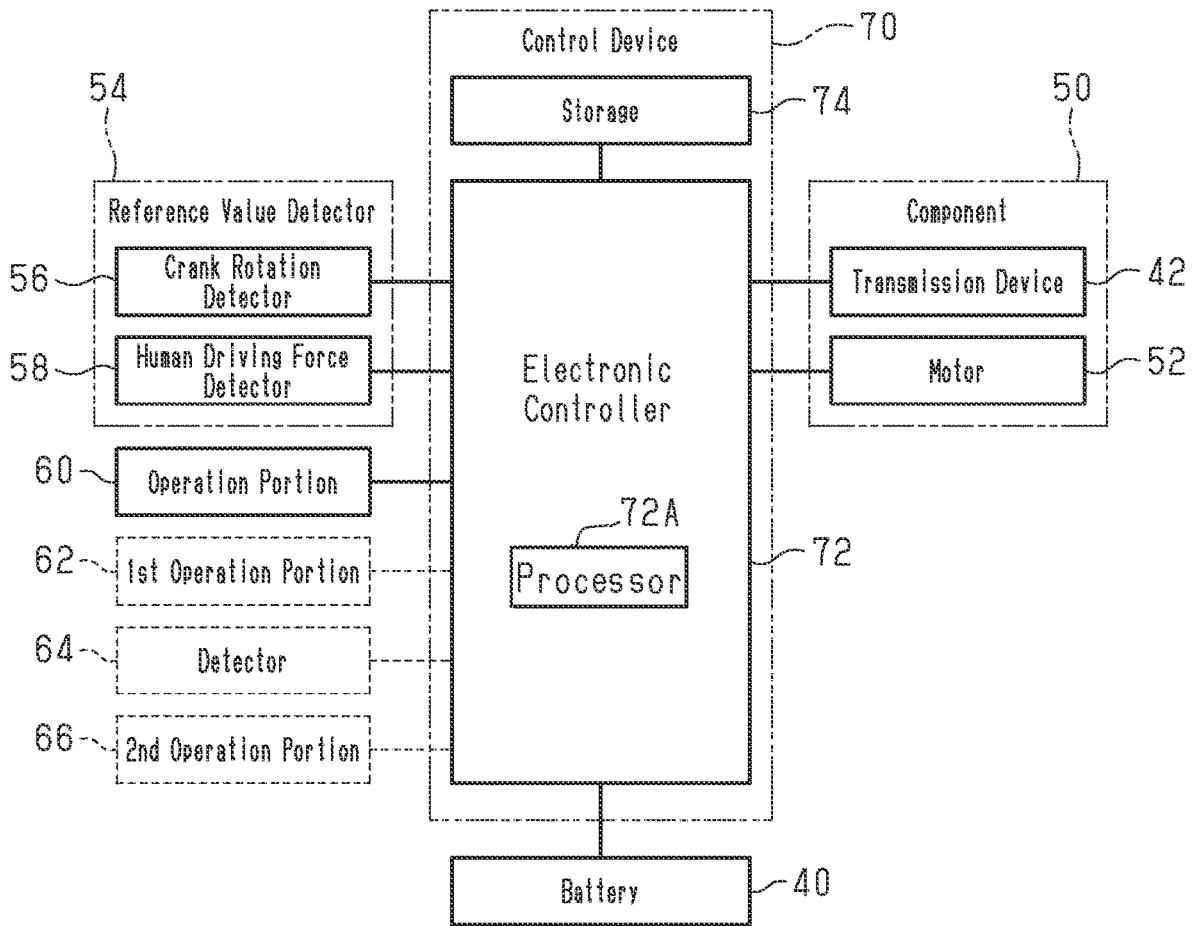 70
Control Device
54
Storage
74
50
Reference Value Detector
Component
56
Crank Rotation
Detector
Transmission Device
42
58
Human Driving Force
Detector
Electronic
Controller
Motor
52
60
Operation Portion
72A
62
1st Operation Portion
Processor
72
64
Detector
66
2nd Operation Portion
Battery
40